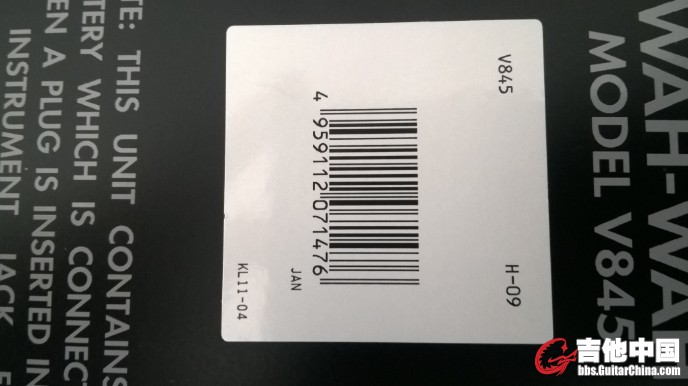 WAH-WA
MODEL V845
V845
H-09
4 959112 071476
JAN
KL11-04
TE: THIS UNIT CONTAINS
TERY WHICH IS CONNEC
EN A PLUG IS INSERTED IN
INSTRUMENT JACK
吉他中国
bbs.GuitarChina.com